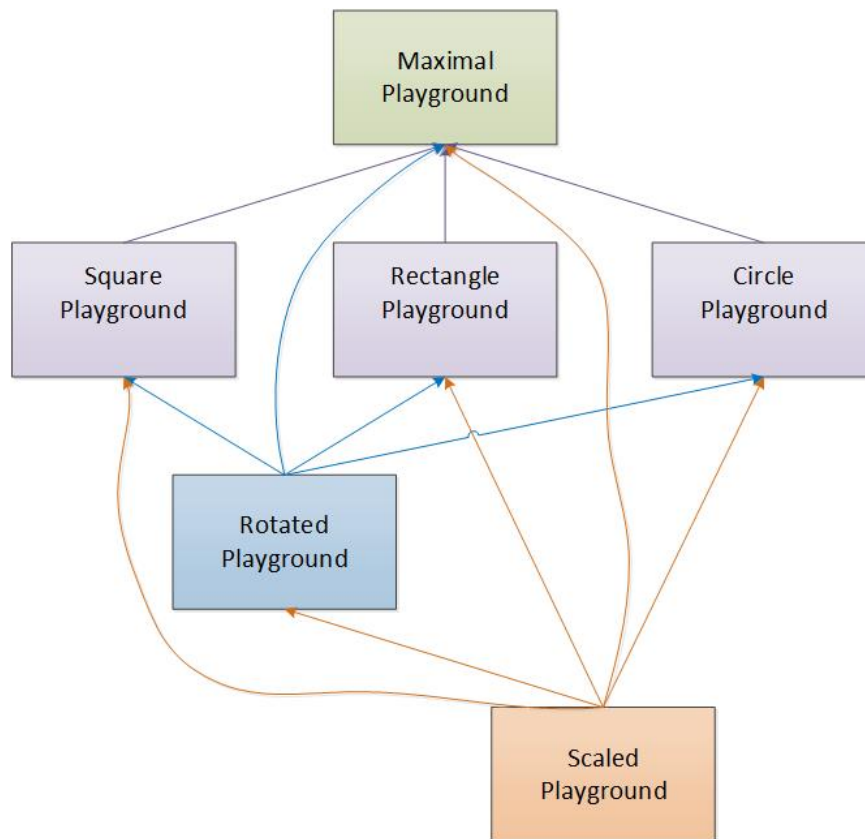 Maximal
Playground
Square
Playground
Rectangle
Playground
Circle
Playground
Rotated
Playground
Scaled
Playground